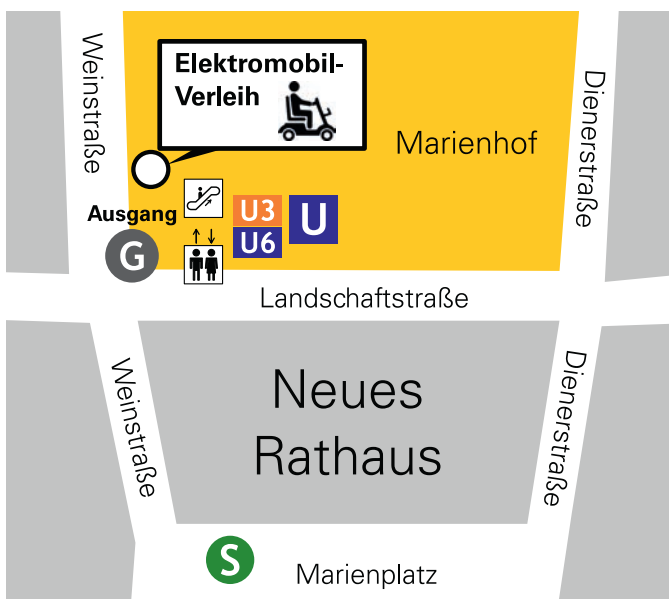 Weinstraße
Elektromobil-
Verleih
Marienhof
Dienerstraße
Ausgang
G
U3
U6
U
Landschaftstraße
Weinstraße
Neues
Rathaus
Dienerstraße
S
Marienplatz